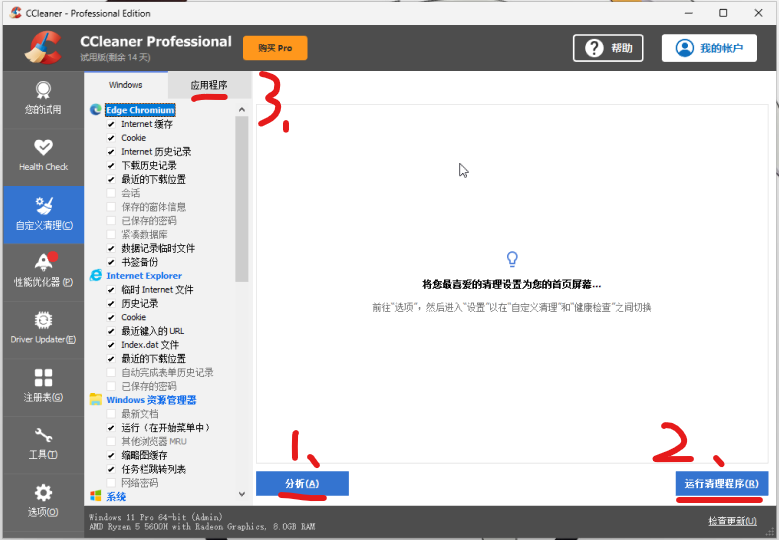 CCleaner - Professional Edition
CCleaner Professional
试用版(剩余 14 天)
购买 Pro
帮助
我的帐户
您的试用
Health Check
自定义清理(C)
性能优化器 (P)
Driver Updater(E)
注册表(G)
工具(T)
选项(O)
Windows
应用程序
3.
Edge Chromium
Internet 缓存
Cookie
Internet 历史记录
下载历史记录
最近的下载位置
会话
保存的窗体信息
已保存的密码
紧凑数据库
数据记录临时文件
书签备份
Internet Explorer
临时 Internet 文件
历史记录
Cookie
最近键入的 URL
Index.dat 文件
最近的下载位置
自动完成表单历史记录
已保存的密码
Windows 资源管理器
最新文档
运行（在开始菜单中）
其他浏览器 MRU
缩略图缓存
任务栏跳转列表
网络密码
系统
将您最喜爱的清理设置为您的首页屏幕...
前往"选项"，然后进入"设置"以在"自定义清理"和"健康检查"之间切换
1、
分析(A)
2、
运行清理程序(R)
Windows 11 Pro 64-bit (Admin)
AMD Ryzen 5 5600H with Radeon Graphics, 8.0GB RAM
检查更新(U)